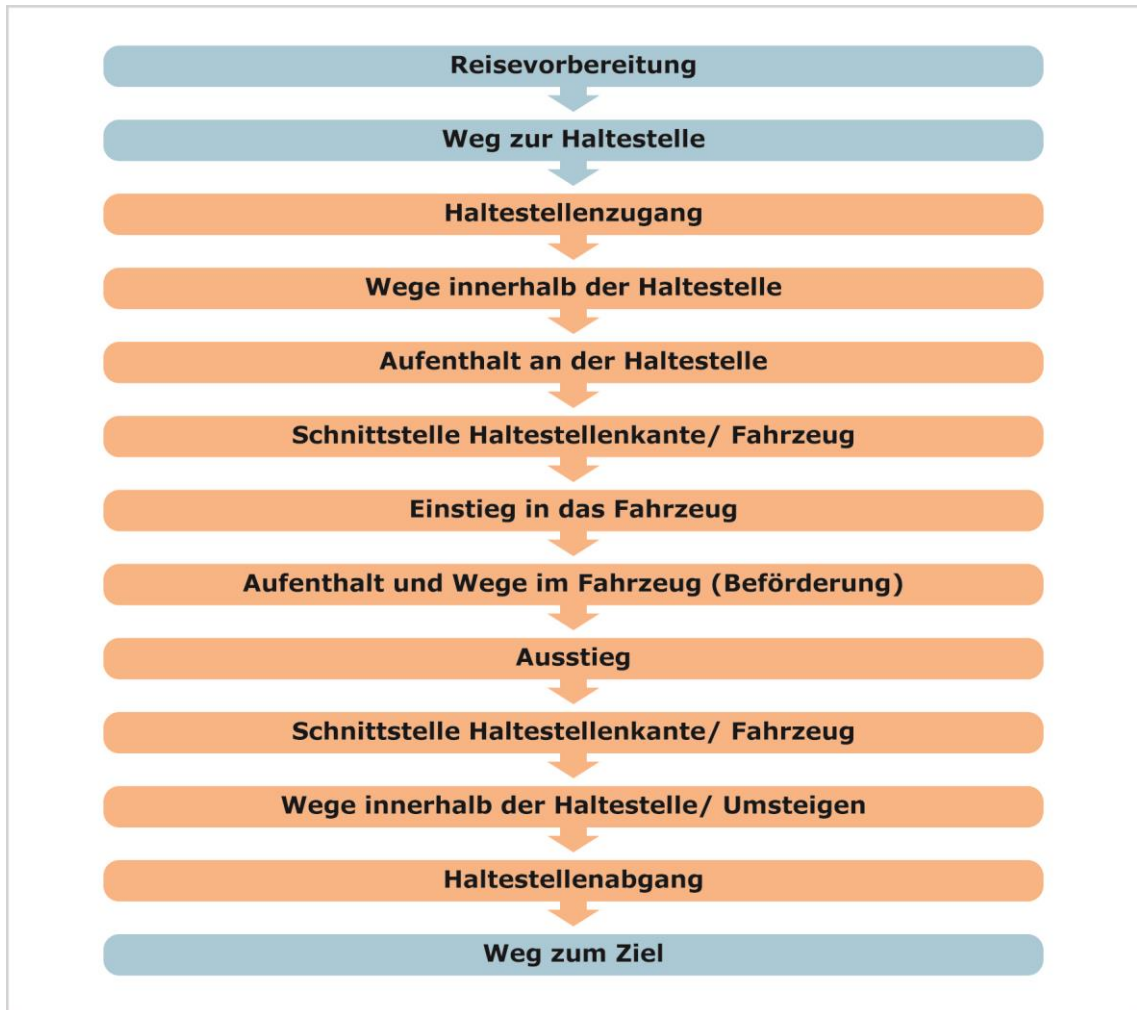 Reisevorbereitung
Weg zur Haltestelle
Haltestellenzugang
Wege innerhalb der Haltestelle
Aufenthalt an der Haltestelle
Schnittstelle Haltestellenkante/ Fahrzeug
Einstieg in das Fahrzeug
Aufenthalt und Wege im Fahrzeug (Beförderung)
Ausstieg
Schnittstelle Haltestellenkante/ Fahrzeug
Wege innerhalb der Haltestelle/ Umsteigen
Haltestellenabgang
Weg zum Ziel